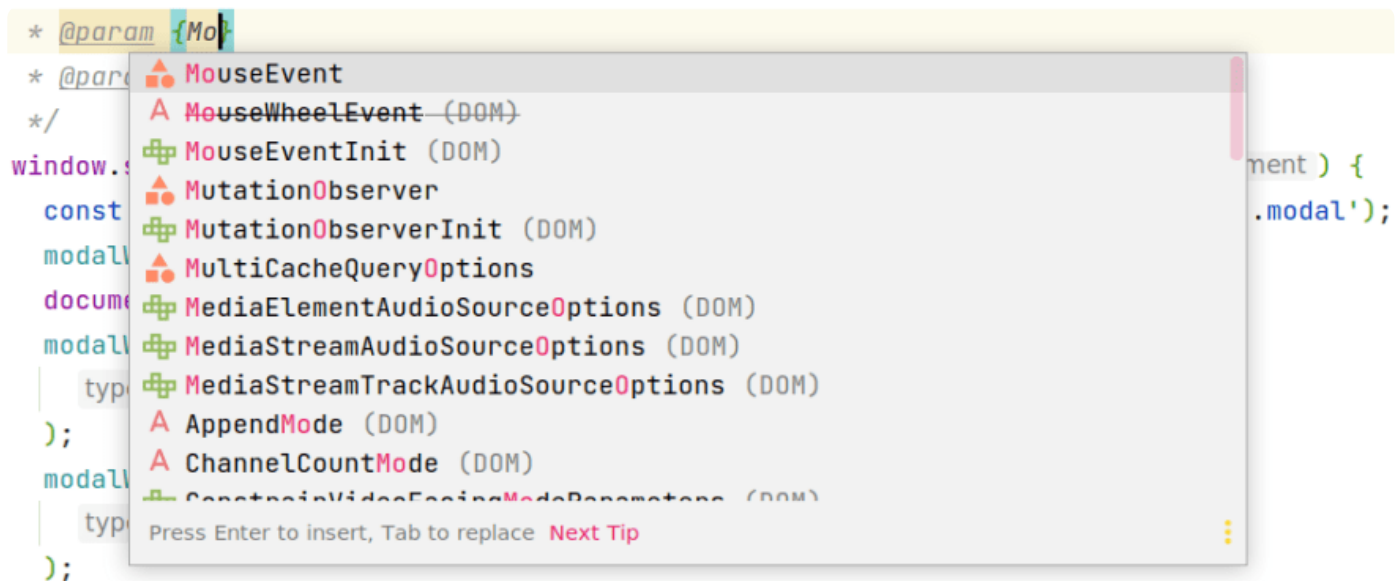 * @param {Mo}
* @para
*/
window.s ment ) {
const .modal');
modalW
docume
modalW
type
);
modalW
type
);
MouseEvent
MouseWheelEvent (DOM)
MouseEventInit (DOM)
MutationObserver
MutationObserverInit (DOM)
MultiCacheQueryOptions
MediaElementAudioSourceOptions (DOM)
MediaStreamAudioSourceOptions (DOM)
MediaStreamTrackAudioSourceOptions (DOM)
AppendMode (DOM)
ChannelCountMode (DOM)
ConstrainVideoFacingModeParameters (DOM)
Press Enter to insert, Tab to replace Next Tip